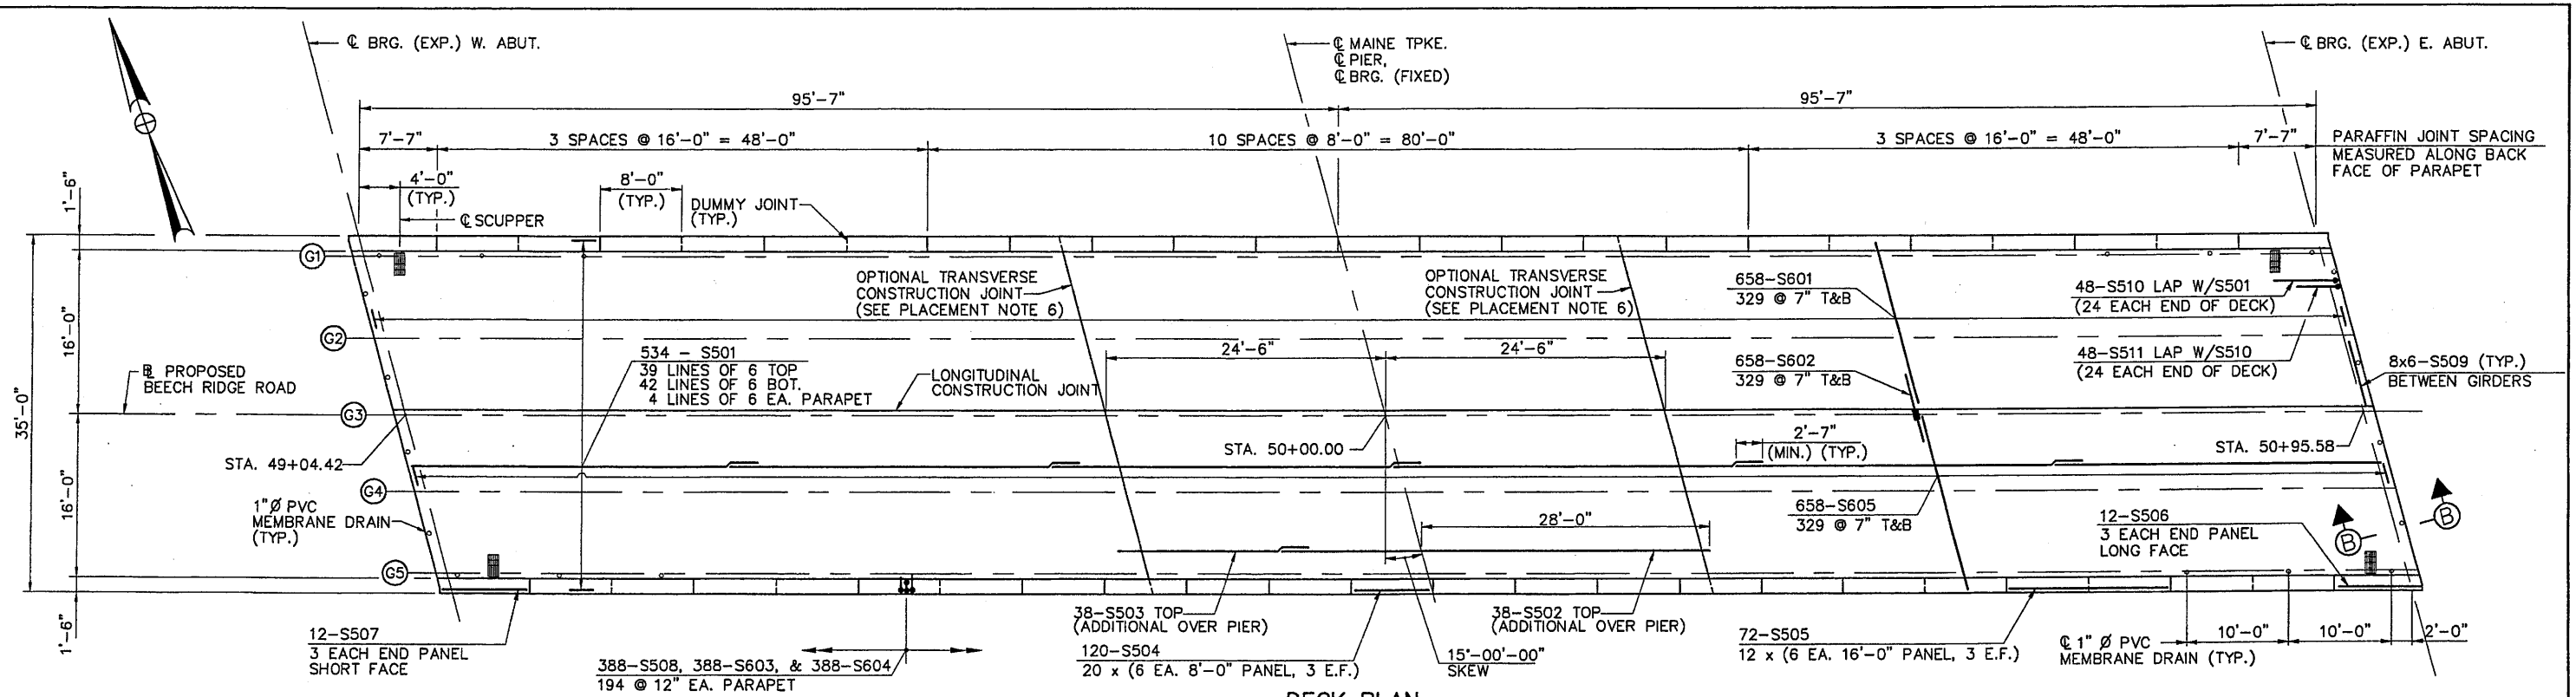 ℄ BRG. (EXP.) W. ABUT.
℄ MAINE TPKE.
℄ PIER,
℄ BRG. (FIXED)
℄ BRG. (EXP.) E. ABUT.
95'-7"
95'-7"
7'-7"
3 SPACES @ 16'-0" = 48'-0"
10 SPACES @ 8'-0" = 80'-0"
3 SPACES @ 16'-0" = 48'-0"
7'-7"
PARAFFIN JOINT SPACING
MEASURED ALONG BACK
FACE OF PARAPET
1'-6"
4'-0"
(TYP.)
℄ SCUPPER
8'-0"
(TYP.)
DUMMY JOINT
(TYP.)
G1
OPTIONAL TRANSVERSE
CONSTRUCTION JOINT
(SEE PLACEMENT NOTE 6)
OPTIONAL TRANSVERSE
CONSTRUCTION JOINT
(SEE PLACEMENT NOTE 6)
658-S601
329 @ 7" T&B
48-S510 LAP W/S501
(24 EACH END OF DECK)
16'-0"
G2
534 - S501
39 LINES OF 6 TOP
42 LINES OF 6 BOT.
4 LINES OF 6 EA. PARAPET
24'-6"
24'-6"
658-S602
329 @ 7" T&B
48-S511 LAP W/S510
(24 EACH END OF DECK)
8x6-S509 (TYP.)
BETWEEN GIRDERS
BL PROPOSED
BEECH RIDGE ROAD
LONGITUDINAL
CONSTRUCTION JOINT
35'-0"
G3
STA. 49+04.42
STA. 50+00.00
2'-7"
(MIN.) (TYP.)
STA. 50+95.58
16'-0"
G4
1"Ø PVC
MEMBRANE DRAIN
(TYP.)
28'-0"
658-S605
329 @ 7" T&B
12-S506
3 EACH END PANEL
LONG FACE
B
B
G5
1'-6"
12-S507
3 EACH END PANEL
SHORT FACE
388-S508, 388-S603, & 388-S604
194 @ 12" EA. PARAPET
38-S503 TOP
(ADDITIONAL OVER PIER)
120-S504
20 x (6 EA. 8'-0" PANEL, 3 E.F.)
15°-00'-00"
SKEW
38-S502 TOP
(ADDITIONAL OVER PIER)
72-S505
12 x (6 EA. 16'-0" PANEL, 3 E.F.)
℄ 1" Ø PVC
MEMBRANE DRAIN (TYP.)
10'-0"
10'-0"
2'-0"
DECK PLAN